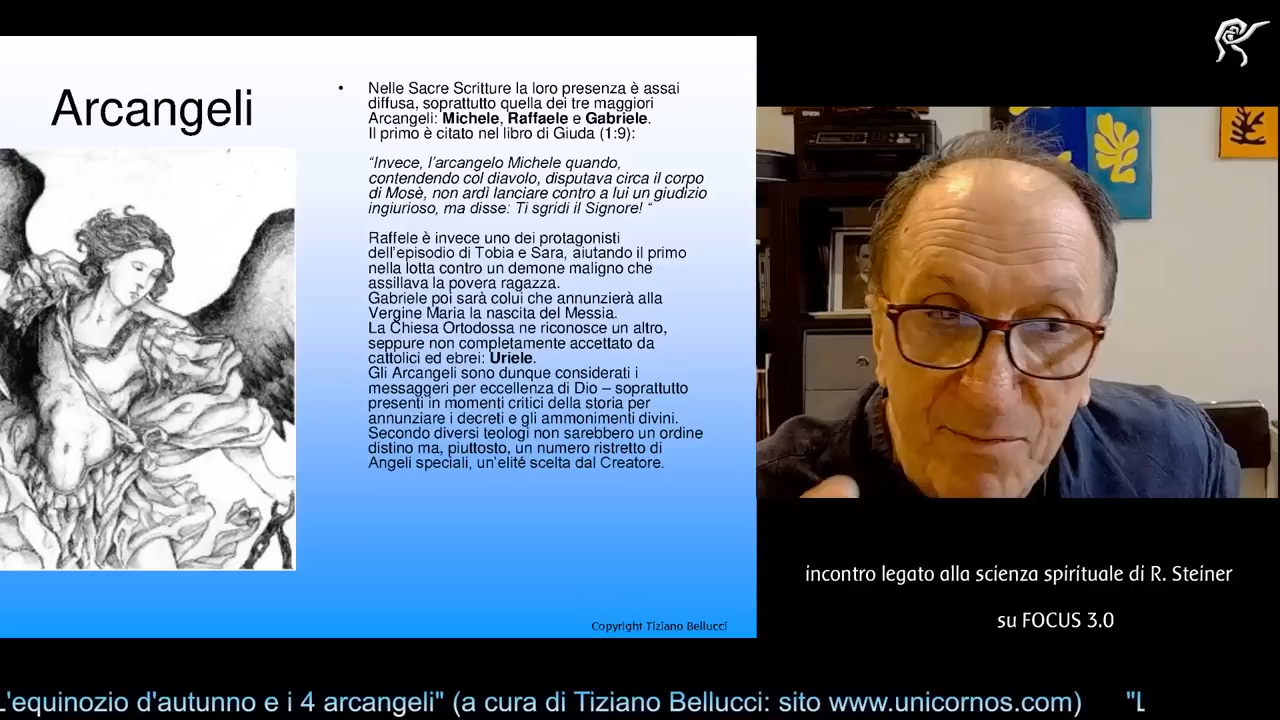 Arcangeli
• Nelle Sacre Scritture la loro presenza è assai
diffusa, soprattutto quella dei tre maggiori
Arcangeli: Michele, Raffaele e Gabriele.
Il primo è citato nel libro di Giuda (1:9):
“Invece, l’arcangelo Michele quando,
contendendo col diavolo, disputava circa il corpo
di Mosè, non ardì lanciare contro a lui un giudizio
ingiurioso, ma disse: Ti sgridi il Signore! “
Raffele è invece uno dei protagonisti
dell’episodio di Tobia e Sara, aiutando il primo
nella lotta contro un demone maligno che
assillava la povera ragazza.
Gabriele poi sarà colui che annunzierà alla
Vergine Maria la nascita del Messia.
La Chiesa Ortodossa ne riconosce un altro,
seppure non completamente accettato da
cattolici ed ebrei: Uriele.
Gli Arcangeli sono dunque considerati i
messaggeri per eccellenza di Dio – soprattutto
presenti in momenti critici della storia per
annunziare i decreti e gli ammonimenti divini.
Secondo diversi teologi non sarebbero un ordine
distino ma, piuttosto, un numero ristretto di
Angeli speciali, un’elité scelta dal Creatore.
Copyright Tiziano Bellucci
incontro legato alla scienza spirituale di R. Steiner
su FOCUS 3.0
L'equinozio d'autunno e i 4 arcangeli" (a cura di Tiziano Bellucci: sito www.unicornos.com) "L